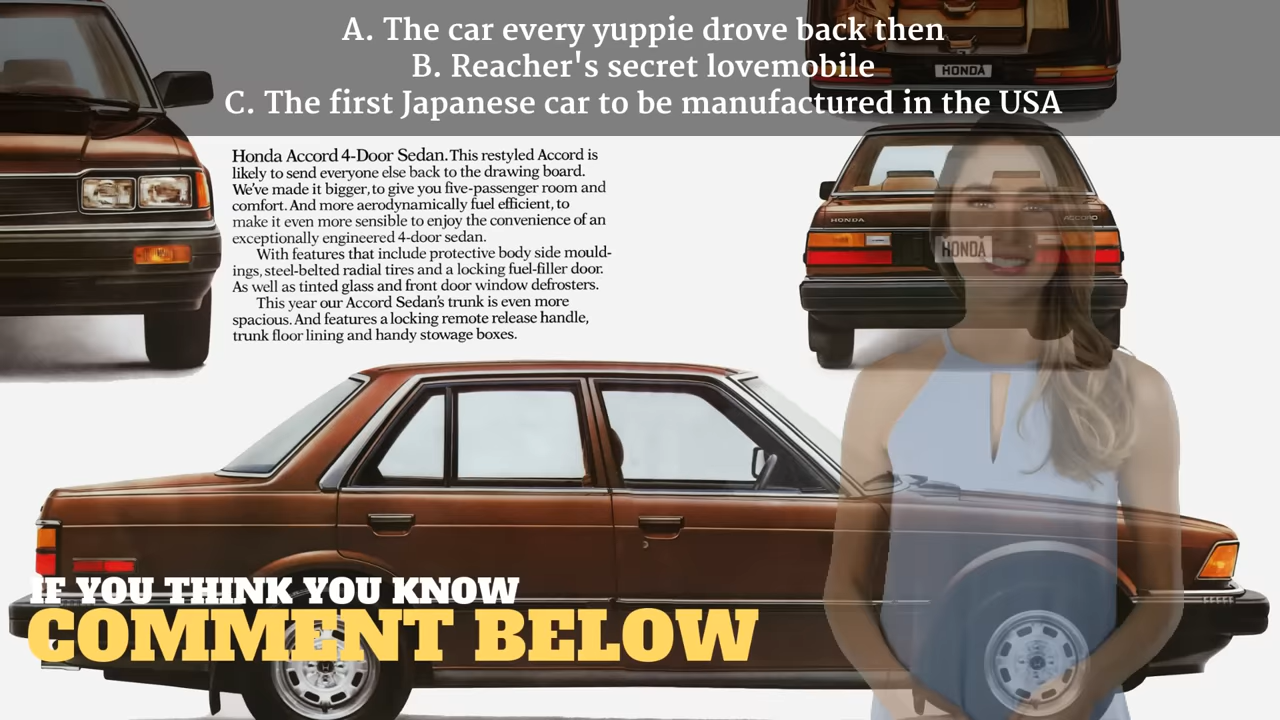 A. The car every yuppie drove back then
B. Reacher's secret lovemobile
C. The first Japanese car to be manufactured in the USA
HONDA
Honda Accord 4-Door Sedan. This restyled Accord is
likely to send everyone else back to the drawing board.
We've made it bigger, to give you five-passenger room and
comfort. And more aerodynamically fuel efficient, to
make it even more sensible to enjoy the convenience of an
exceptionally engineered 4-door sedan.
With features that include protective body side mould-
ings, steel-belted radial tires and a locking fuel-filler door.
As well as tinted glass and front door window defrosters.
This year our Accord Sedan's trunk is even more
spacious. And features a locking remote release handle,
trunk floor lining and handy stowage boxes.
HONDA ACCORD
HONDA
IF YOU THINK YOU KNOW
COMMENT BELOW